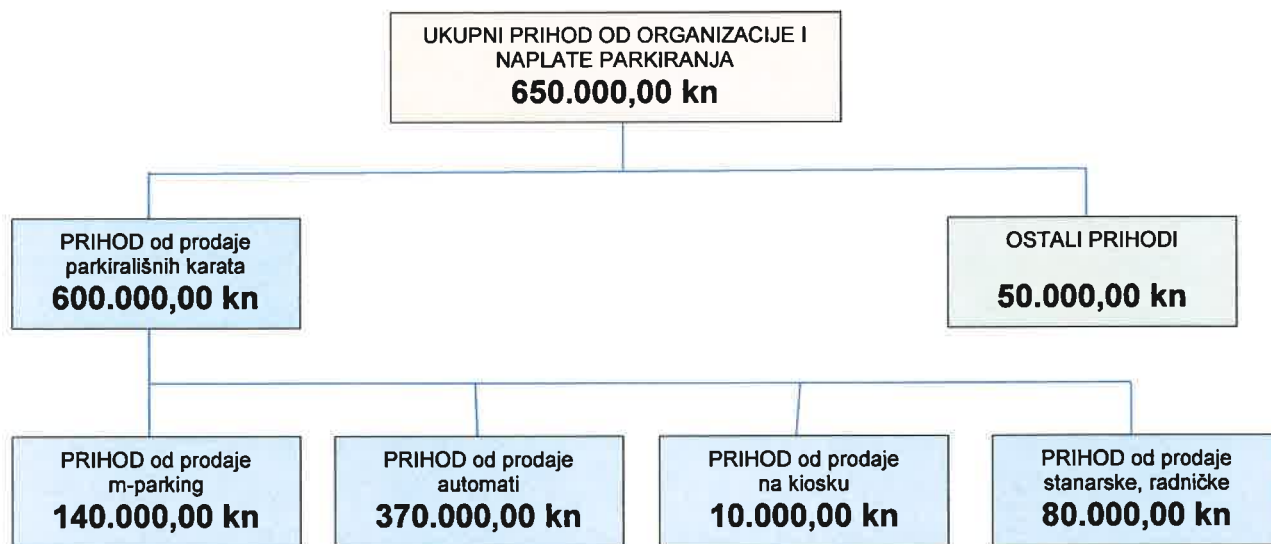 UKUPNI PRIHOD OD ORGANIZACIJE I
NAPLATE PARKIRANJA
650.000,00 kn
PRIHOD od prodaje
parkirališnih karata
600.000,00 kn
OSTALI PRIHODI
50.000,00 kn
PRIHOD od prodaje
m-parking
140.000,00 kn
PRIHOD od prodaje
automati
370.000,00 kn
PRIHOD od prodaje
na kiosku
10.000,00 kn
PRIHOD od prodaje
stanarske, radničke
80.000,00 kn